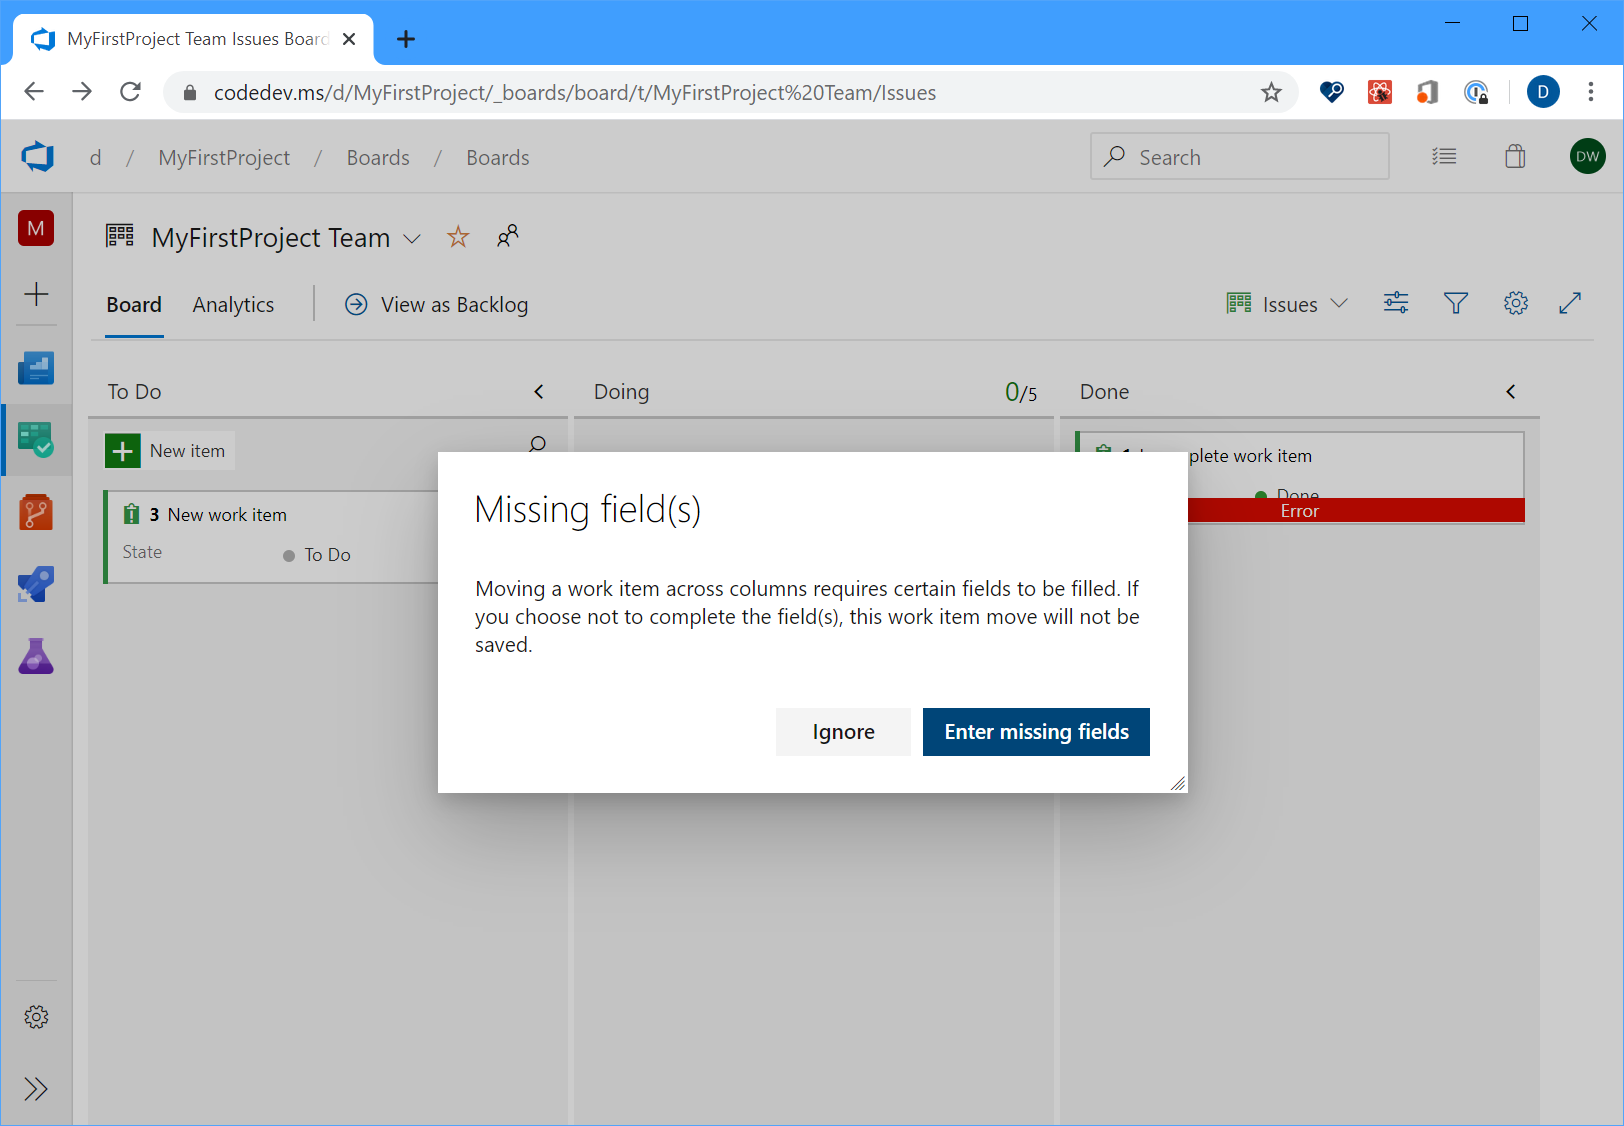 MyFirstProject Team Issues Board
codedev.ms/d/MyFirstProject/_boards/board/t/MyFirstProject%20Team/Issues
D
d / MyFirstProject / Boards / Boards
Search
DW
M
MyFirstProject Team
Board Analytics View as Backlog
Issues
To Do
Doing 0/5
Done
New item
plete work item
3 New work item
Done
Error
State To Do
Missing field(s)
Moving a work item across columns requires certain fields to be filled. If
you choose not to complete the field(s), this work item move will not be
saved.
Ignore
Enter missing fields